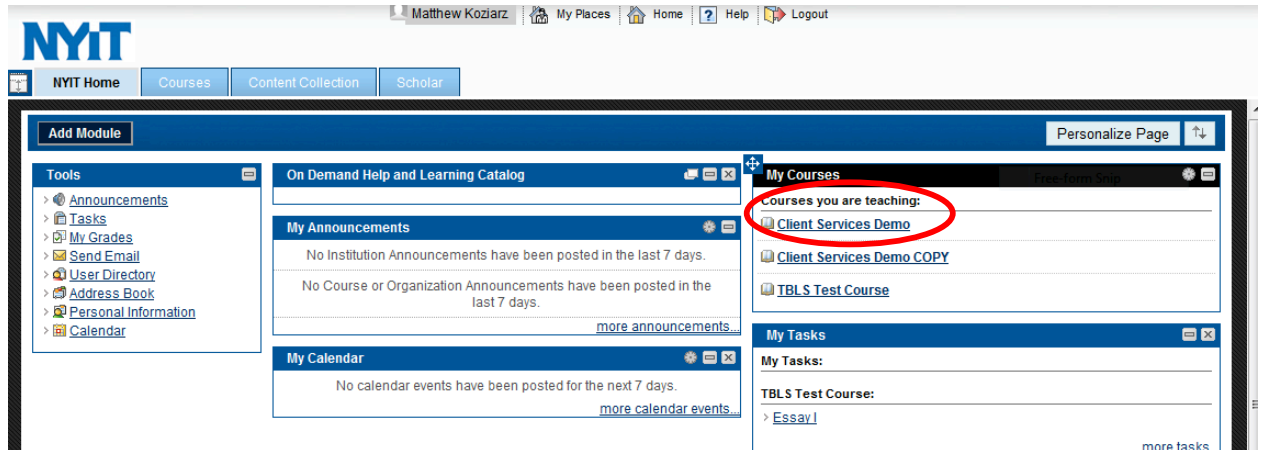 Matthew Koziarz My Places Home ? Help Logout
NYiT
NYIT Home Courses Content Collection Scholar
Add Module
Personalize Page
Tools
Announcements
Tasks
My Grades
Send Email
User Directory
Address Book
Personal Information
Calendar
On Demand Help and Learning Catalog
My Announcements
No Institution Announcements have been posted in the last 7 days.
No Course or Organization Announcements have been posted in the
last 7 days.
more announcements...
My Calendar
No calendar events have been posted for the next 7 days.
more calendar events...
My Courses
Free-form Snip
Courses you are teaching:
Client Services Demo
Client Services Demo COPY
TBLS Test Course
My Tasks
My Tasks:
TBLS Test Course:
> Essay I
more tasks